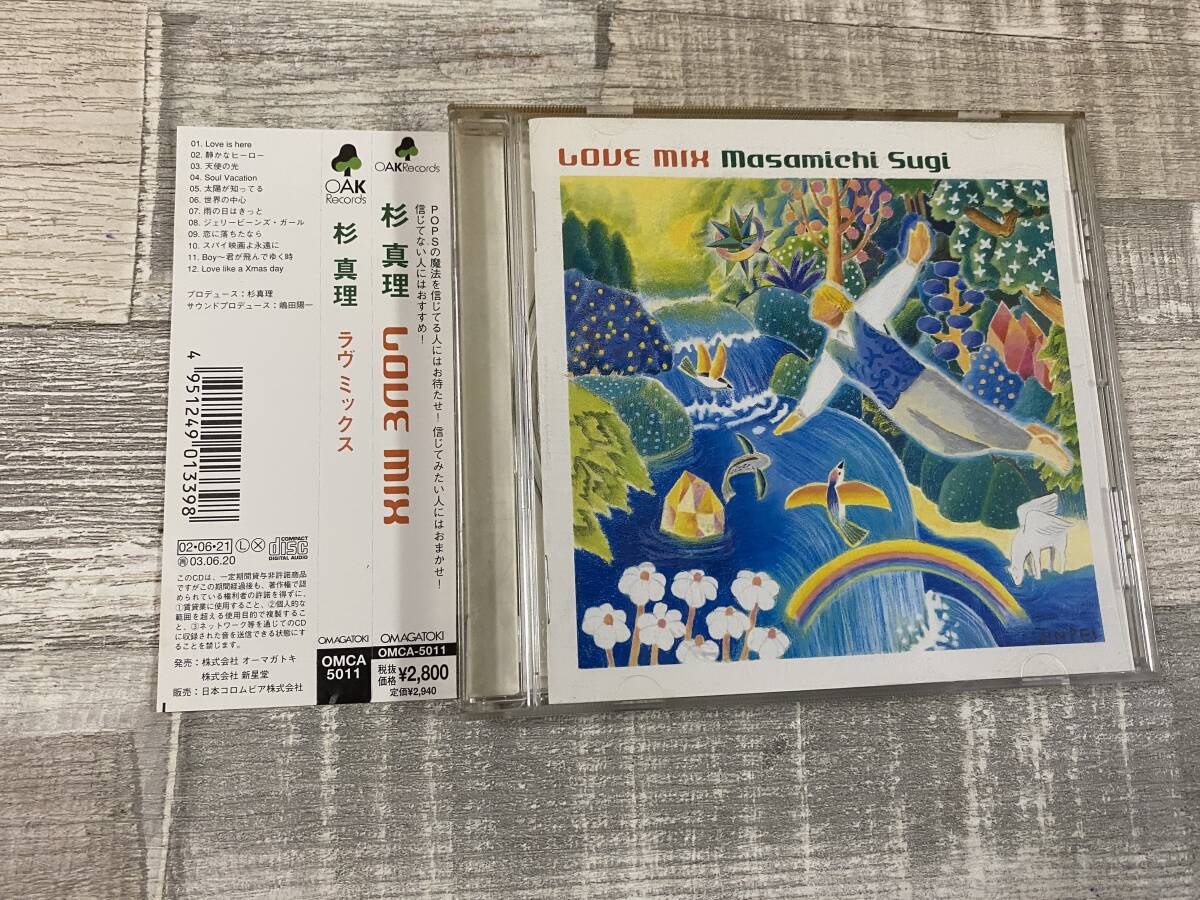 01. Love is here
02. 静かなヒーロー
03. 天使の光
04. Soul Vacation
05. 太陽が知ってる
06. 世界の中心
07. 雨の日はきっと
08. ジェリービーンズ・ガール
09. 恋に落ちたなら
10. スパイ映画よ永遠に
11. Boy〜君が飛んでゆく時
12. Love like a Xmas day
プロデュース：杉真理
サウンドプロデュース：嶋田陽一
4 951249 013398
02・06・21 Ⓛ Ⓧ COMPACT disc DIGITAL AUDIO
03.06.20
このCDは、一定期間貸与非許諾商品
ですがこの期間経過後も、著作権で認
められている権利者の許諾を得ずに、
①賃貸業に使用すること、②個人的な
範囲を超える使用目的で複製するこ
と、③ネットワーク等を通じてのCD
に収録された音を送信できる状態にす
ることを禁じます。
発売：株式会社 オーマガトキ
株式会社 新星堂
販売：日本コロムビア株式会社
OAK
Records
杉 真理
ラヴ ミックス
OMAGATOKI
OMCA
5011
OAK Records
杉 真理
LOVE MIX
POPSの魔法を信じてる人にはお待たせ！ 信じてみたい人にはおまかせ！
信じてない人にはおすすめ！
OMAGATOKI
OMCA-5011
税抜価格 ¥2,800
定価¥2,940
LOVE MIX Masamichi Sugi